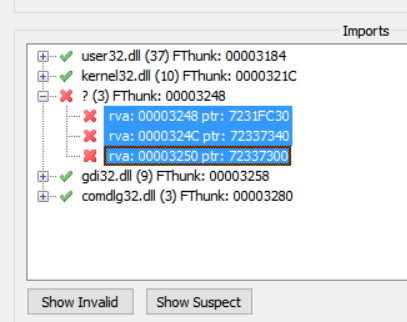 Imports
user32.dll (37) FThunk: 00003184
kernel32.dll (10) FThunk: 0000321C
? (3) FThunk: 00003248
rva: 00003248 ptr: 7231FC30
rva: 0000324C ptr: 72337340
rva: 00003250 ptr: 72337300
gdi32.dll (9) FThunk: 00003258
comdlg32.dll (3) FThunk: 00003280
Show Invalid Show Suspect